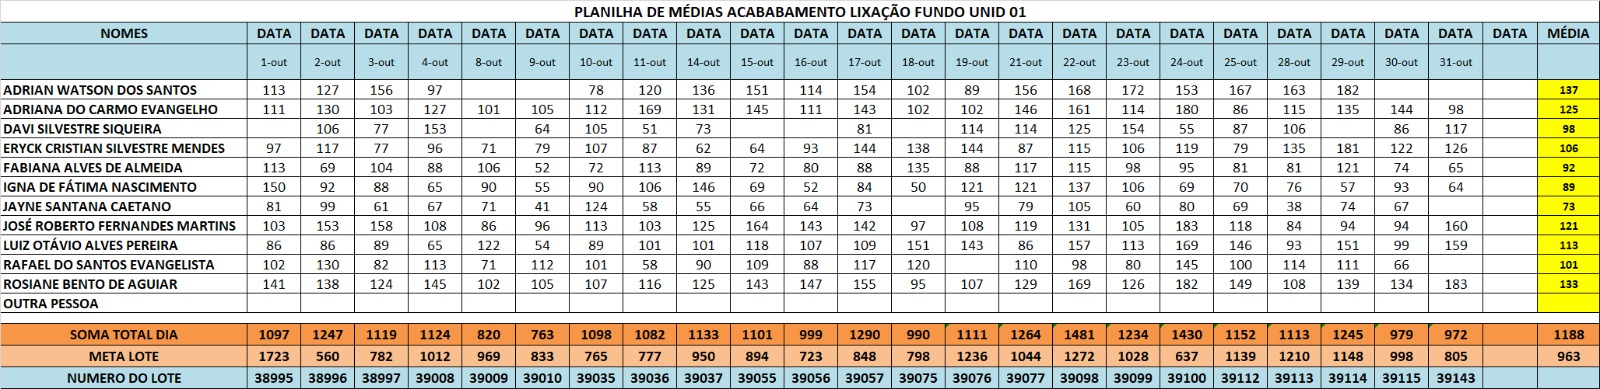 PLANILHA DE MÉDIAS ACABABAMENTO LIXAÇÃO FUNDO UNID 01
NOMES DATA DATA DATA DATA DATA DATA DATA DATA DATA DATA DATA DATA DATA DATA DATA DATA DATA DATA DATA DATA DATA DATA DATA DATA MÉDIA
1-out 2-out 3-out 4-out 8-out 9-out 10-out 11-out 14-out 15-out 16-out 17-out 18-out 19-out 21-out 22-out 23-out 24-out 25-out 28-out 29-out 30-out 31-out
ADRIAN WATSON DOS SANTOS 113 127 156 97 78 120 136 151 114 154 102 89 156 168 172 153 167 163 182 137
ADRIANA DO CARMO EVANGELHO 111 130 103 127 101 105 112 169 131 145 111 143 102 102 146 161 114 180 86 115 135 144 98 125
DAVI SILVESTRE SIQUEIRA 106 77 153 64 105 51 73 81 114 114 125 154 55 87 106 86 117 98
ERYCK CRISTIAN SILVESTRE MENDES 97 117 77 96 71 79 107 87 62 64 93 144 138 144 87 115 106 119 79 135 181 122 126 106
FABIANA ALVES DE ALMEIDA 113 69 104 88 106 52 72 113 89 72 80 88 135 88 117 115 98 95 81 81 121 74 65 92
IGNA DE FÁTIMA NASCIMENTO 150 92 88 65 90 55 90 106 146 69 52 84 50 121 121 137 106 69 70 76 57 93 64 89
JAYNE SANTANA CAETANO 81 99 61 67 71 41 124 58 55 66 64 73 95 79 105 60 80 69 38 74 67 73
JOSÉ ROBERTO FERNANDES MARTINS 103 153 158 108 86 96 113 103 125 164 143 142 97 108 119 131 105 183 118 84 94 94 160 121
LUIZ OTÁVIO ALVES PEREIRA 86 86 89 65 122 54 89 101 101 118 107 109 151 143 86 157 113 169 146 93 151 99 159 113
RAFAEL DO SANTOS EVANGELISTA 102 130 82 113 71 112 101 58 90 109 88 117 120 110 98 80 145 100 114 111 66 101
ROSIANE BENTO DE AGUIAR 141 138 124 145 102 105 107 116 125 143 147 155 95 107 129 169 126 182 149 108 139 134 183 133
OUTRA PESSOA
SOMA TOTAL DIA 1097 1247 1119 1124 820 763 1098 1082 1133 1101 999 1290 990 1111 1264 1481 1234 1430 1152 1113 1245 979 972 1188
META LOTE 1723 560 782 1012 969 833 765 777 950 894 723 848 798 1236 1044 1272 1028 637 1139 1210 1148 998 805 963
NUMERO DO LOTE 38995 38996 38997 39008 39009 39010 39035 39036 39037 39055 39056 39057 39075 39076 39077 39098 39099 39100 39112 39113 39114 39115 39143